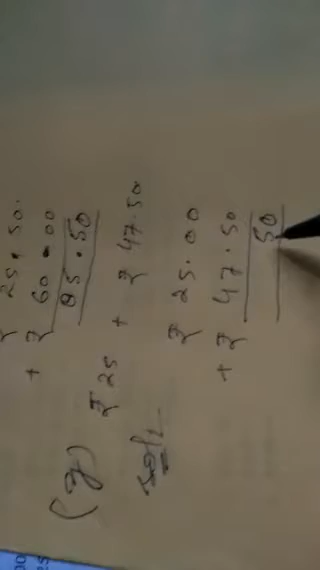 ₹ 25.50.
+ ₹ 60.00
85.50
(g) ₹ 25 + ₹ 47.50
Sol:
₹ 25.00
+ ₹ 47.50
50